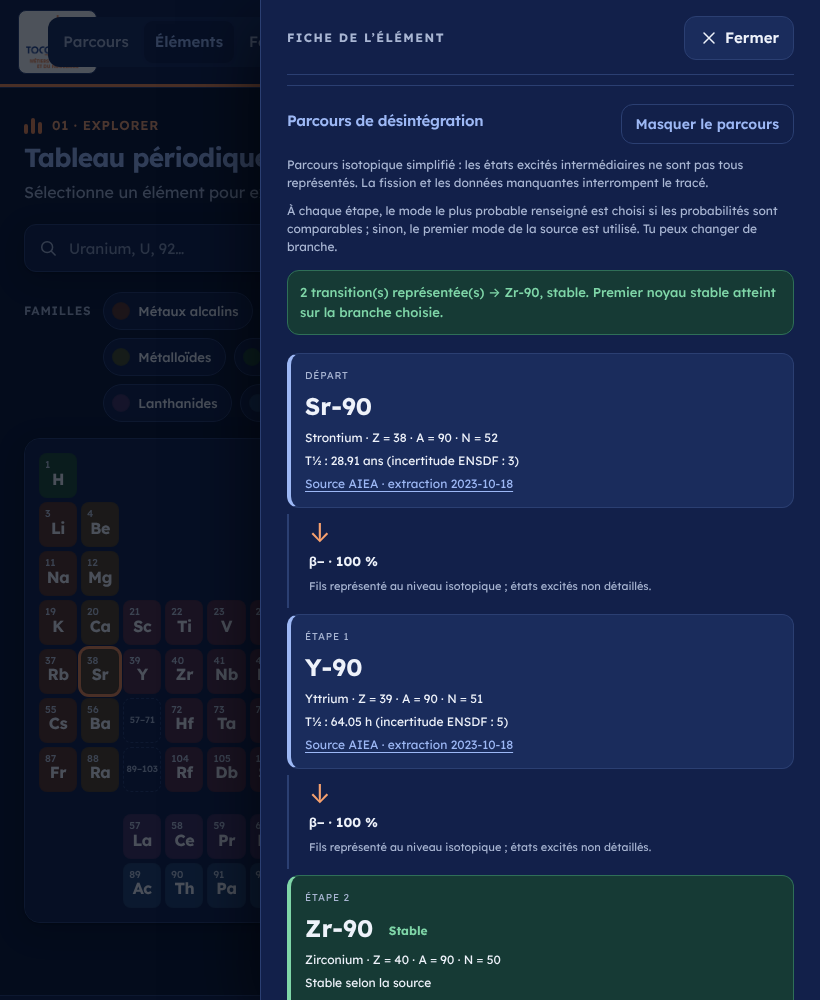 FICHE DE L’ÉLÉMENT
Fermer
Parcours
Éléments
01 · EXPLORER
Tableau périodique
Sélectionne un élément pour e
Uranium, U, 92…
FAMILLES
Métaux alcalins
Métalloïdes
Lanthanides
1
H
3
Li
4
Be
11
Na
12
Mg
19
K
20
Ca
21
Sc
22
Ti
23
V
37
Rb
38
Sr
39
Y
40
Zr
41
Nb
55
Cs
56
Ba
57–71
72
Hf
73
Ta
87
Fr
88
Ra
89–103
104
Rf
105
Db
57
La
58
Ce
59
Pr
89
Ac
90
Th
91
Pa
Parcours de désintégration
Masquer le parcours
Parcours isotopique simplifié : les états excités intermédiaires ne sont pas tous
représentés. La fission et les données manquantes interrompent le tracé.
À chaque étape, le mode le plus probable renseigné est choisi si les probabilités sont
comparables ; sinon, le premier mode de la source est utilisé. Tu peux changer de
branche.
2 transition(s) représentée(s) → Zr-90, stable. Premier noyau stable atteint
sur la branche choisie.
DÉPART
Sr-90
Strontium · Z = 38 · A = 90 · N = 52
T½ : 28.91 ans (incertitude ENSDF : 3)
Source AIEA · extraction 2023-10-18
β− · 100 %
Fils représenté au niveau isotopique ; états excités non détaillés.
ÉTAPE 1
Y-90
Yttrium · Z = 39 · A = 90 · N = 51
T½ : 64.05 h (incertitude ENSDF : 5)
Source AIEA · extraction 2023-10-18
β− · 100 %
Fils représenté au niveau isotopique ; états excités non détaillés.
ÉTAPE 2
Zr-90 Stable
Zirconium · Z = 40 · A = 90 · N = 50
Stable selon la source